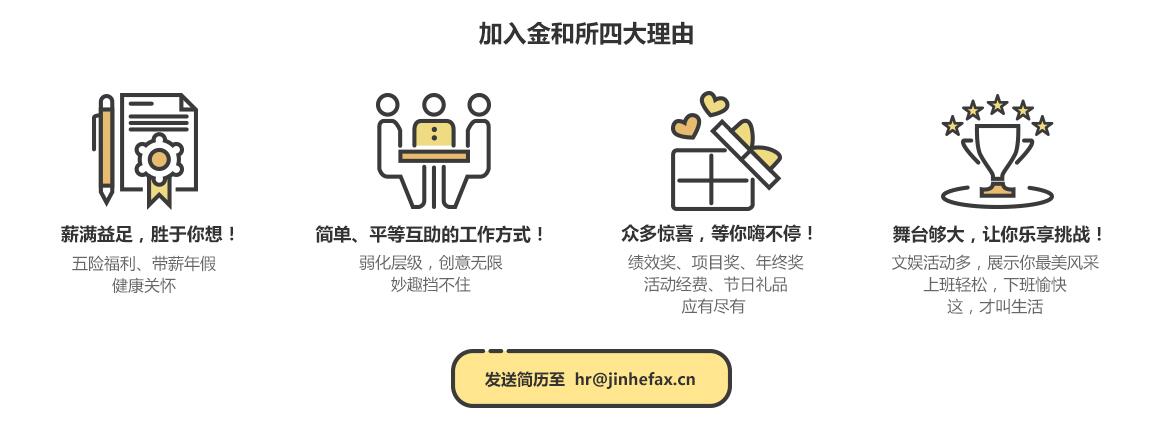 加入金和所四大理由
薪满益足，胜于你想！
五险福利、带薪年假
健康关怀
简单、平等互助的工作方式！
弱化层级，创意无限
妙趣挡不住
众多惊喜，等你嗨不停！
绩效奖、项目奖、年终奖
活动经费、节日礼品
应有尽有
舞台够大，让你乐享挑战！
文娱活动多，展示你最美风采
上班轻松，下班愉快
这，才叫生活
发送简历至 hr@jinhefax.cn